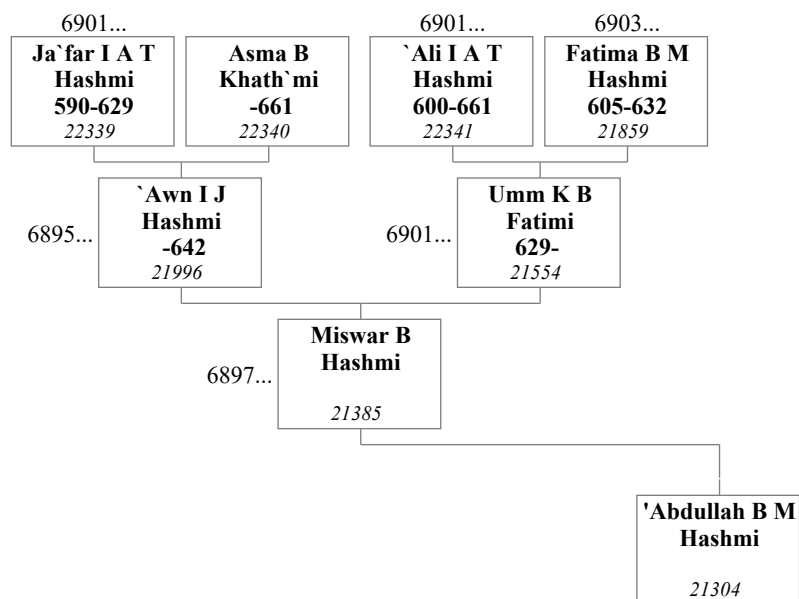 6901...
6901...
6903...
Ja`far I A T
Hashmi
590-629
22339
Asma B
Khath`mi
-661
22340
`Ali I A T
Hashmi
600-661
22341
Fatima B M
Hashmi
605-632
21859
6895...
`Awn I J
Hashmi
-642
21996
6901...
Umm K B
Fatimi
629-
21554
6897...
Miswar B
Hashmi
21385
'Abdullah B M
Hashmi
21304